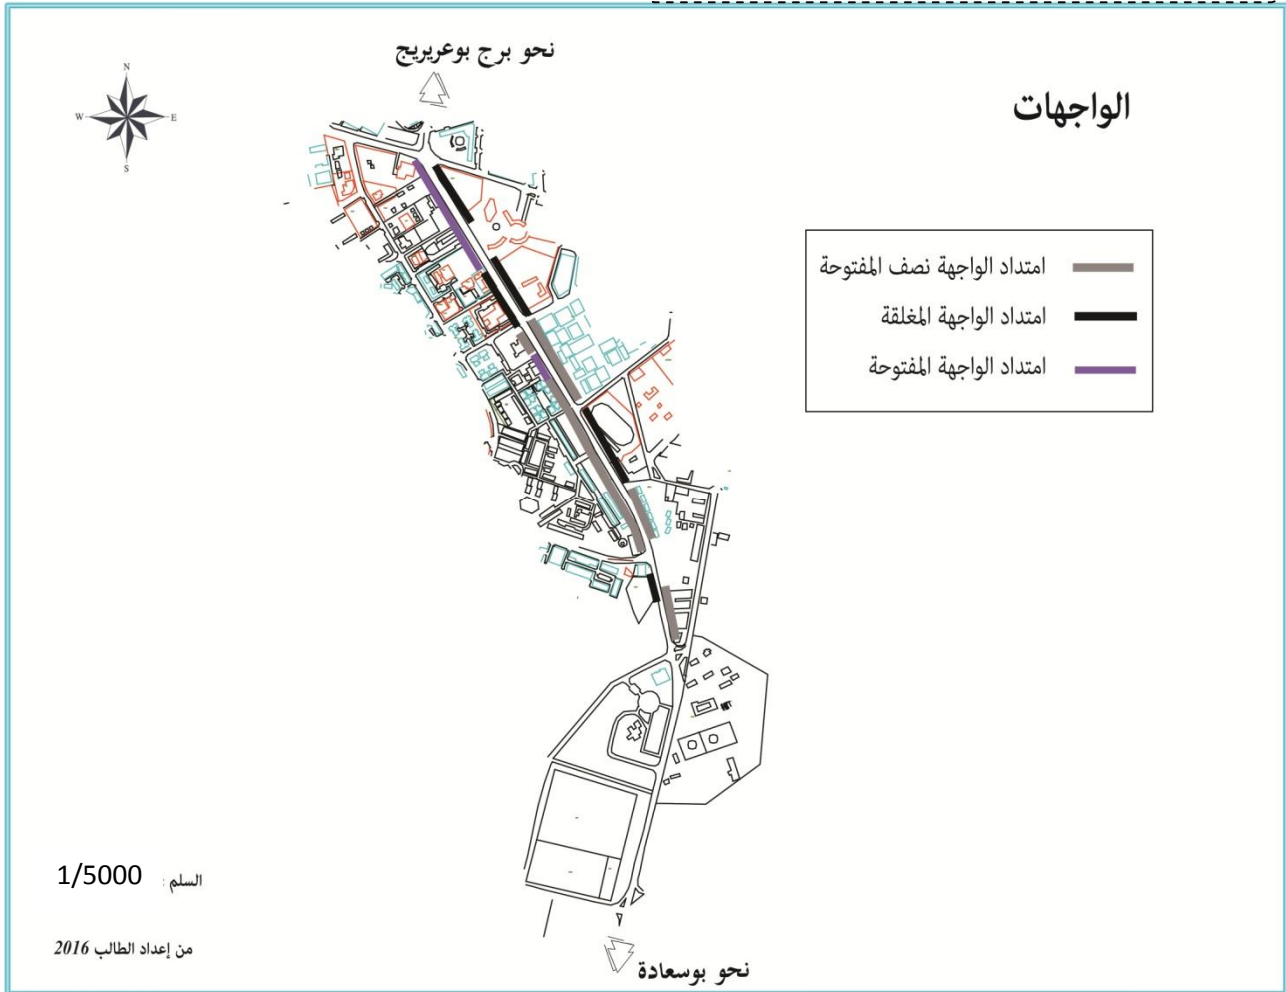 نحو برج بوعريريج
الواجهات
N
W
E
S
امتداد الواجهة نصف المفتوحة
امتداد الواجهة المغلقة
امتداد الواجهة المفتوحة
السلم : 1/5000
من إعداد الطالب 2016
نحو بوسعادة